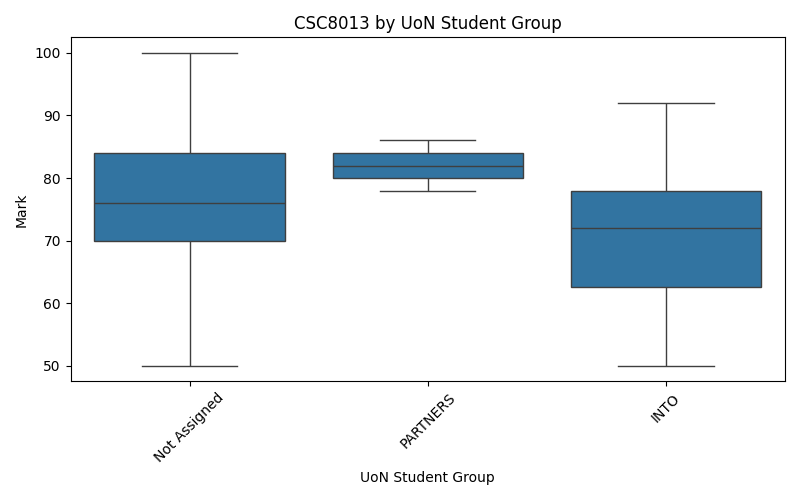 CSC8013 by UoN Student Group
100
90
80
70
60
50
Mark
Not Assigned
PARTNERS
INTO
UoN Student Group